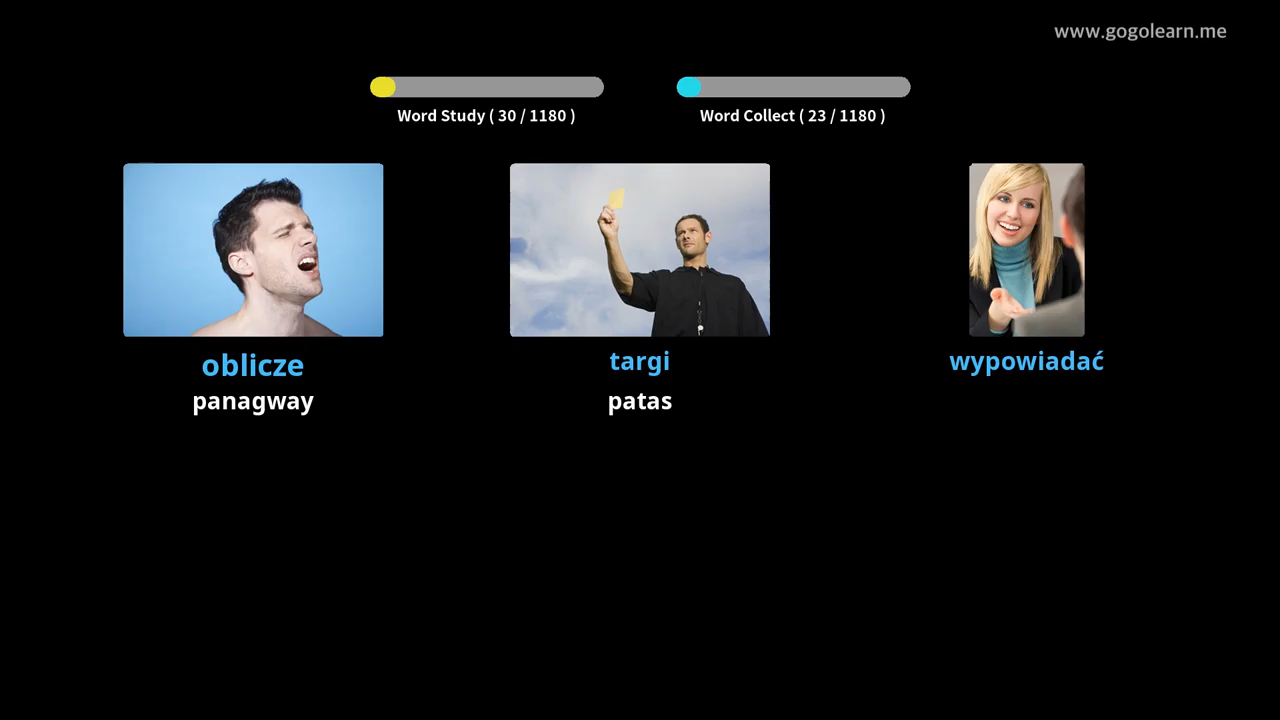 www.gogolearn.me
Word Study ( 30 / 1180 )
Word Collect ( 23 / 1180 )
oblicze
targi
wypowiadać
panagway
patas